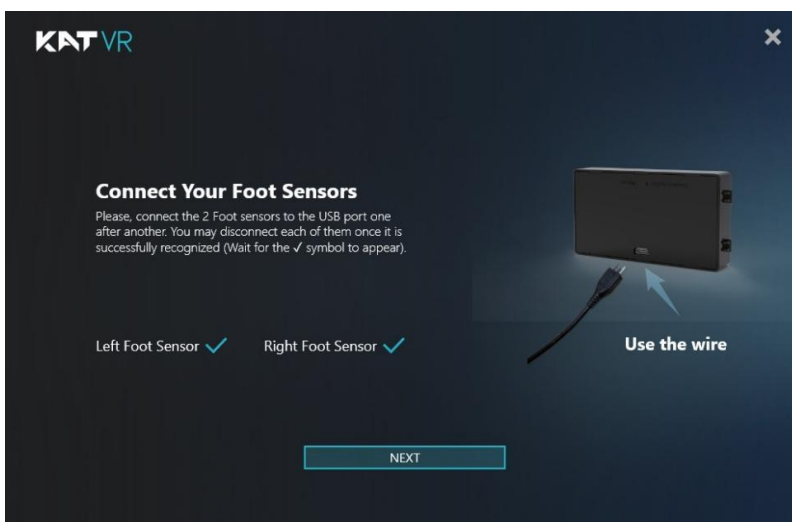 KAT VR
Connect Your Foot Sensors
Please, connect the 2 Foot sensors to the USB port one
after another. You may disconnect each of them once it is
successfully recognized (Wait for the ✓ symbol to appear).
Left Foot Sensor ✓ Right Foot Sensor ✓
Use the wire
NEXT